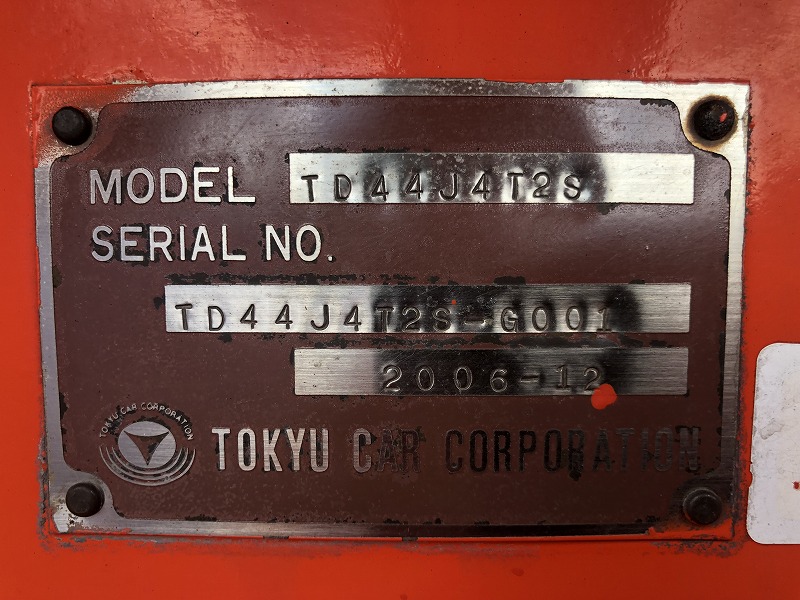 MODEL TD44J4T2S
SERIAL NO.
TD44J4T2S-G001
2006-12
TOKYU CAR CORPORATION
TOKYU CAR CORPORATION